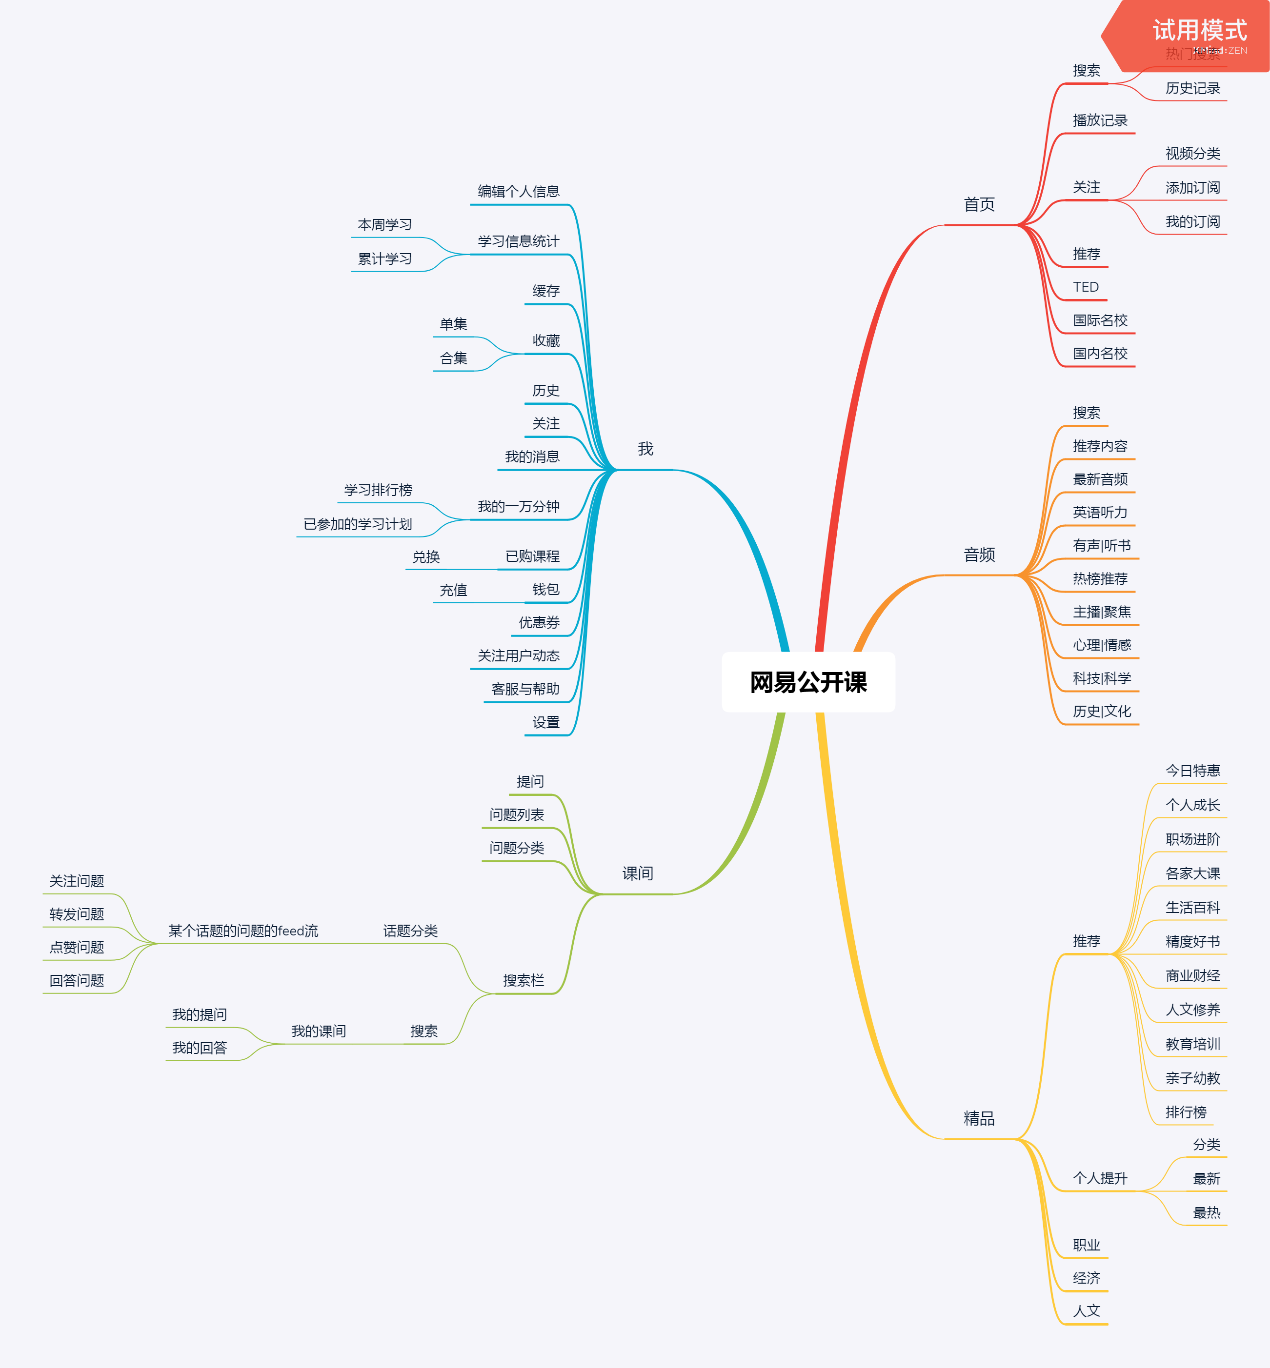 试用模式
热门搜索
搜索
历史记录
播放记录
视频分类
关注
添加订阅
我的订阅
首页
推荐
TED
国际名校
国内名校
搜索
推荐内容
最新音频
英语听力
有声|听书
音频
热榜推荐
主播|聚焦
心理|情感
科技|科学
历史|文化
网易公开课
今日特惠
个人成长
职场进阶
各家大课
生活百科
推荐
精度好书
商业财经
人文修养
教育培训
亲子幼教
排行榜
精品
分类
个人提升
最新
最热
职业
经济
人文
编辑个人信息
本周学习
学习信息统计
累计学习
缓存
单集
收藏
合集
历史
关注
我
我的消息
学习排行榜
我的一万分钟
已参加的学习计划
兑换
已购课程
充值
钱包
优惠券
关注用户动态
客服与帮助
设置
提问
问题列表
问题分类
课间
关注问题
转发问题
某个话题的问题的feed流
话题分类
点赞问题
回答问题
搜索栏
我的提问
我的课间
搜索
我的回答